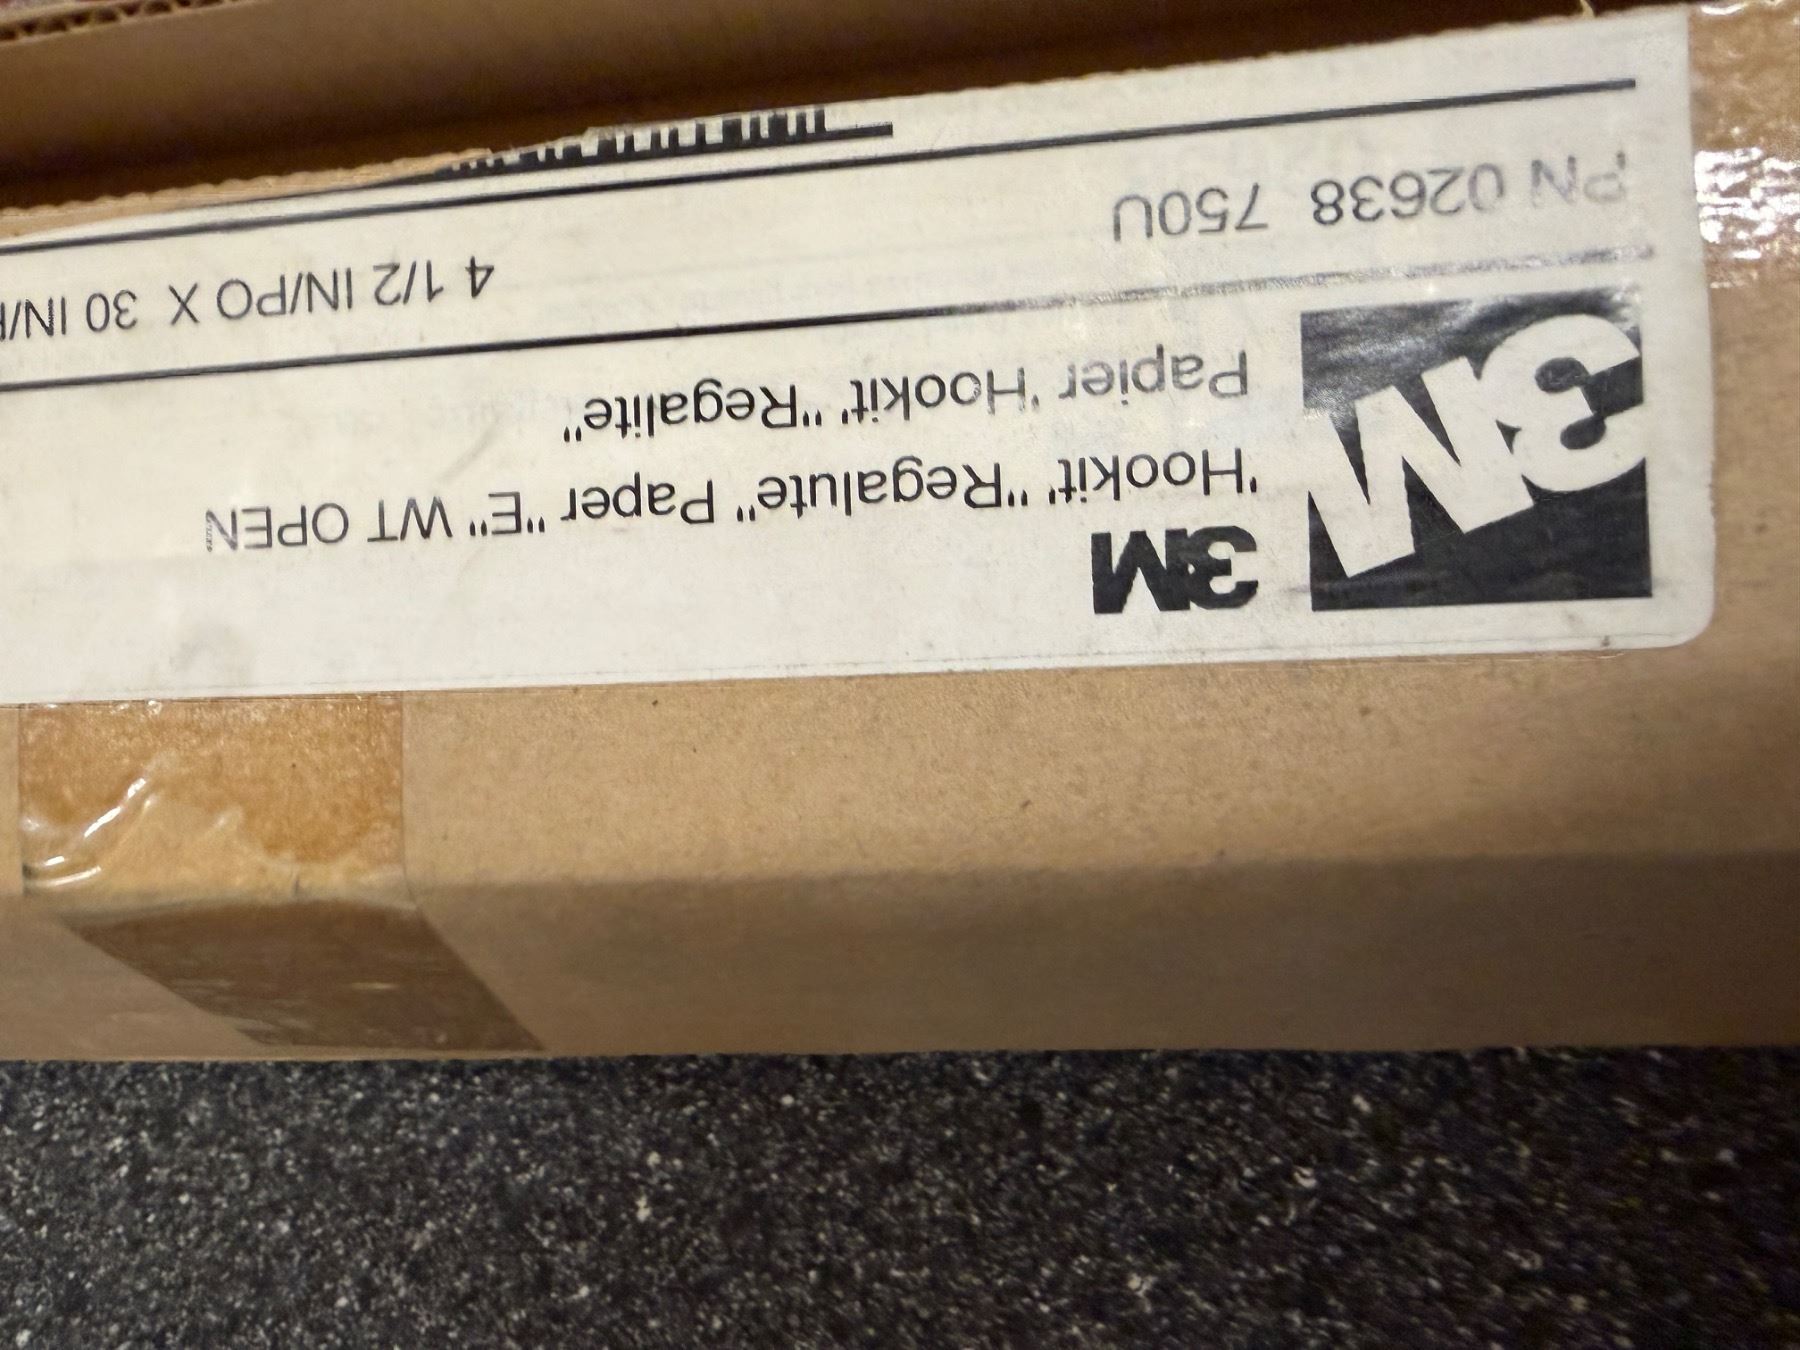 3M
3M
'Hookit' "Regalute" Paper "E" WT OPEN
Papier 'Hookit' "Regalite"
4 1/2 IN/PO X 30 IN/
PN 02638 750U